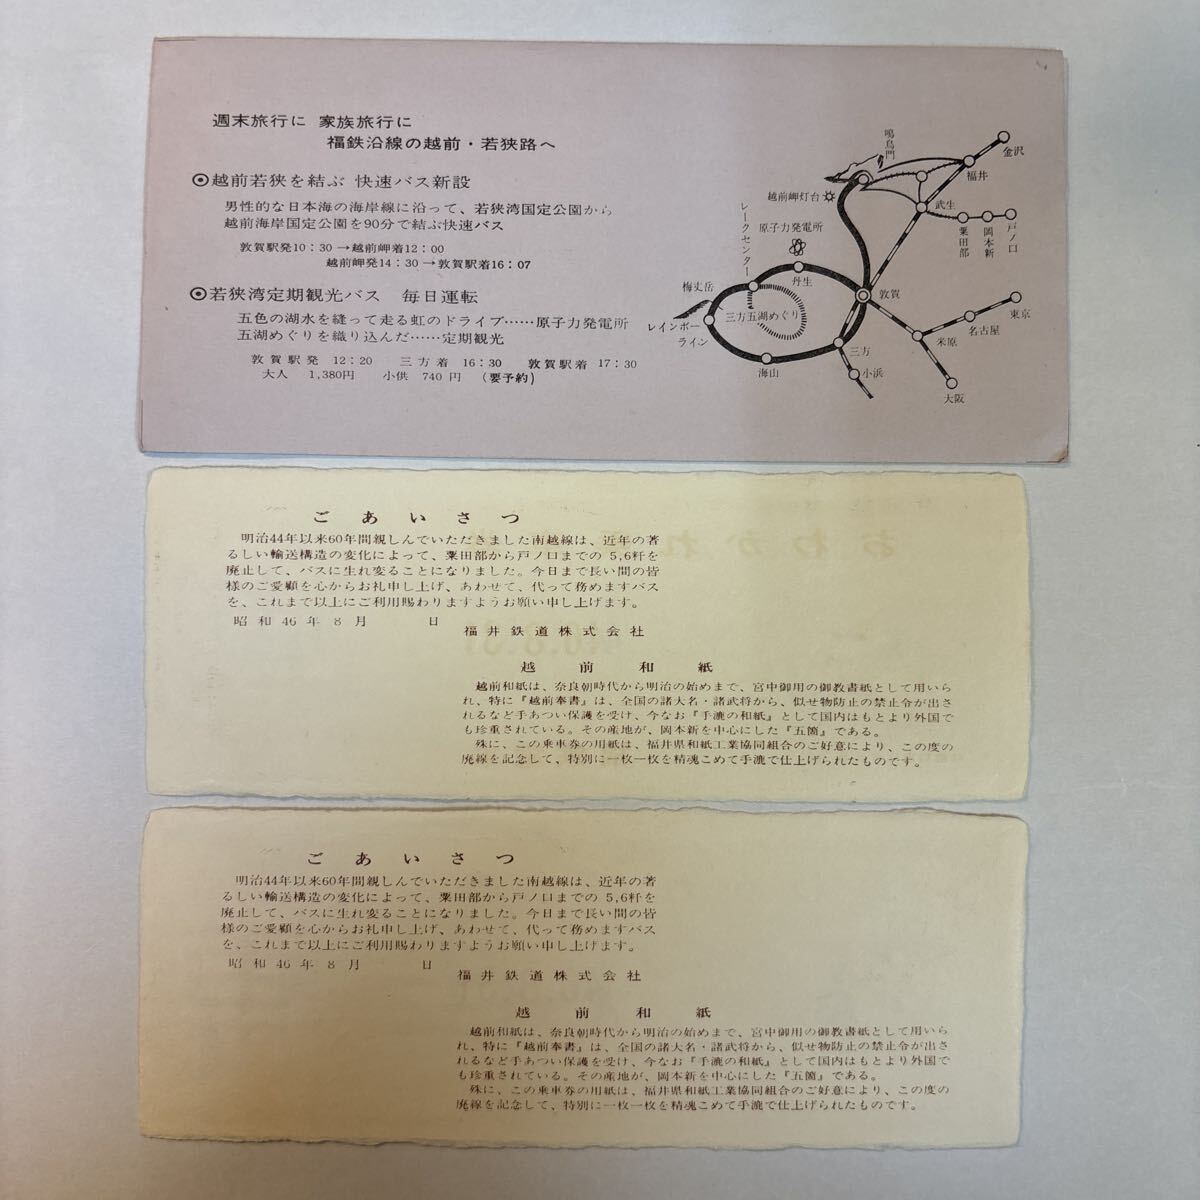 週末旅行に 家族旅行に
福鉄沿線の越前・若狭路へ
越前若狭を結ぶ 快速バス新設
男性的な日本海の海岸線に沿って、若狭湾国定公園から
越前海岸国定公園を90分で結ぶ快速バス
敦賀駅発10:30→越前岬着12:00
越前岬発14:30→敦賀駅着16:07
若狭湾定期観光バス 毎日運転
五色の湖水を縫って走る虹のドライブ……原子力発電所
五湖めぐりを織り込んだ……定期観光
敦賀駅発 12:20 三方着 16:30 敦賀駅着 17:30
大人 1,380円 小供 740円 (要予約)
鳴鳥門
金沢
福井
越前岬灯台
武生
粟田部
岡本新
戸ノ口
レークセンター
原子力発電所
丹生
敦賀
梅丈岳
三方五湖めぐり
レインボー
ライン
海山
三方
小浜
米原
名古屋
東京
大阪
ごあいさつ
明治44年以来60年間親しんでいただきました南越線は、近年の著
るしい輸送構造の変化によって、粟田部から戸ノ口までの 5,6粁を
廃止して、バスに生れ変ることになりました。今日まで長い間の皆
様のご愛顧を心からお礼申し上げ、あわせて、代って務めますバス
を、これまで以上にご利用賜わりますようお願い申し上げます。
昭和46年8月 日
福井鉄道株式会社
越前和紙
越前和紙は、奈良朝時代から明治の始めまで、宮中御用の御教書紙として用いら
れ、特に『越前奉書』は、全国の諸大名・諸武将から、似せ物防止の禁止令が出さ
れるなど手あつい保護を受け、今なお『手漉の和紙』として国内はもとより外国で
も珍重されている。その産地が、岡本新を中心にした『五箇』である。
殊に、この乗車券の用紙は、福井県和紙工業協同組合のご好意により、この度の
廃線を記念して、特別に一枚一枚を精魂こめて手漉で仕上げられたものです。
ごあいさつ
明治44年以来60年間親しんでいただきました南越線は、近年の著
るしい輸送構造の変化によって、粟田部から戸ノ口までの 5,6粁を
廃止して、バスに生れ変ることになりました。今日まで長い間の皆
様のご愛顧を心からお礼申し上げ、あわせて、代って務めますバス
を、これまで以上にご利用賜わりますようお願い申し上げます。
昭和46年8月 日
福井鉄道株式会社
越前和紙
越前和紙は、奈良朝時代から明治の始めまで、宮中御用の御教書紙として用いら
れ、特に『越前奉書』は、全国の諸大名・諸武将から、似せ物防止の禁止令が出さ
れるなど手あつい保護を受け、今なお『手漉の和紙』として国内はもとより外国で
も珍重されている。その産地が、岡本新を中心にした『五箇』である。
殊に、この乗車券の用紙は、福井県和紙工業協同組合のご好意により、この度の
廃線を記念して、特別に一枚一枚を精魂こめて手漉で仕上げられたものです。